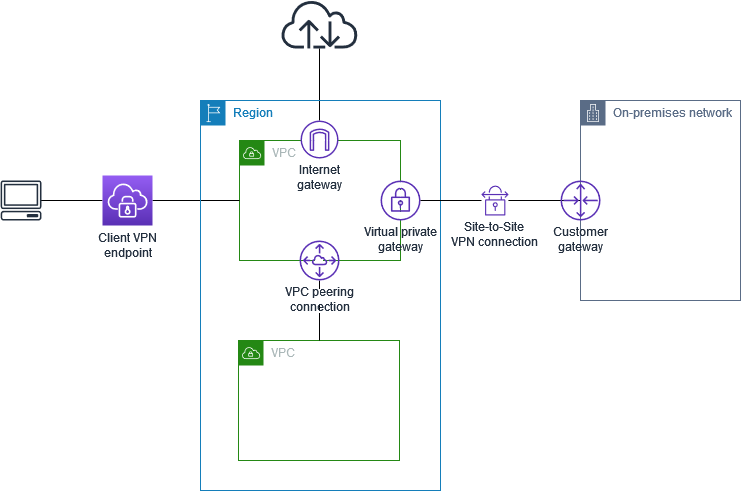 Region
On-premises network
VPC
Internet
gateway
Client VPN
endpoint
Virtual private
gateway
Site-to-Site
VPN connection
Customer
gateway
VPC peering
connection
VPC